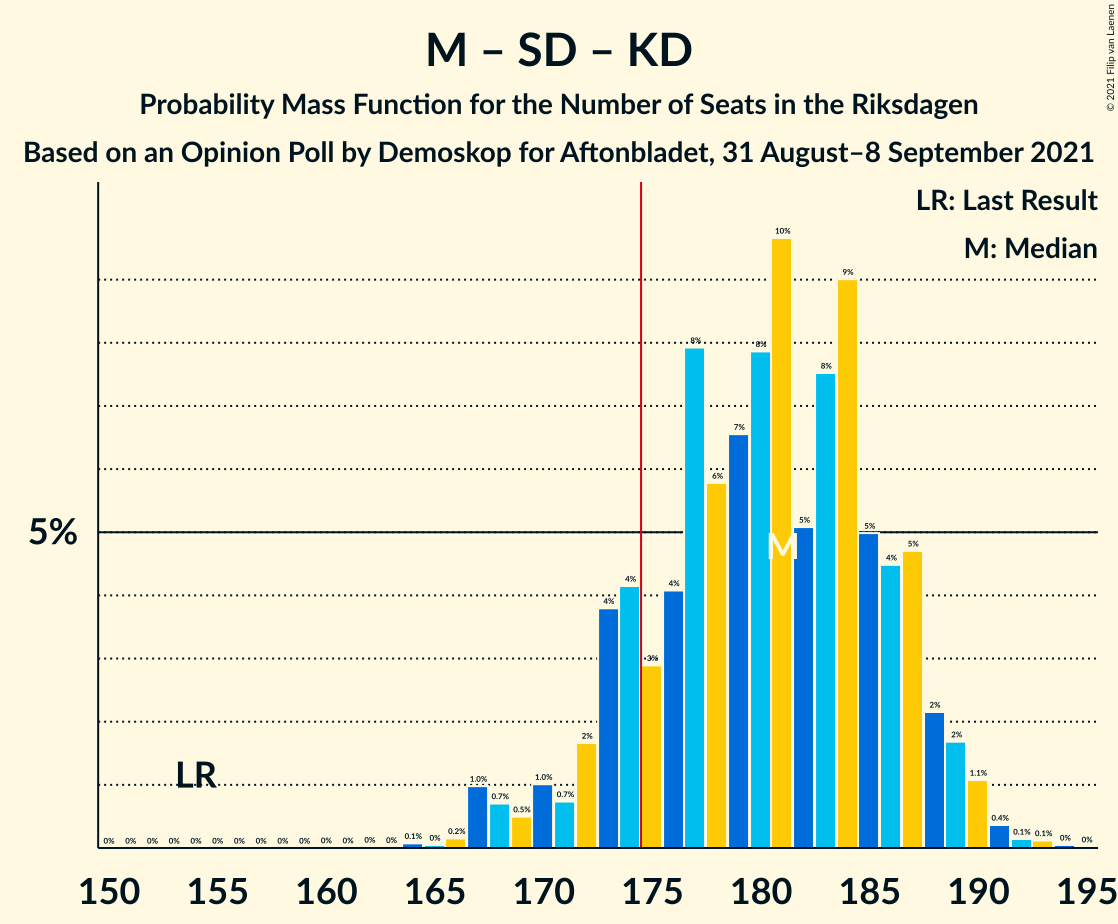 M – SD – KD
Probability Mass Function for the Number of Seats in the Riksdagen
Based on an Opinion Poll by Demoskop for Aftonbladet, 31 August–8 September 2021
© 2021 Filip van Laenen
LR: Last Result
M: Median
5%
LR
M
0% 0% 0% 0% 0% 0% 0% 0% 0% 0% 0% 0% 0% 0% 0.1% 0% 0.2% 1.0% 0.7% 0.5% 1.0% 0.7% 2% 4% 4% 3% 4% 8% 6% 7% 8% 10% 5% 8% 9% 5% 4% 5% 2% 2% 1.1% 0.4% 0.1% 0.1% 0% 0%
150 155 160 165 170 175 180 185 190 195